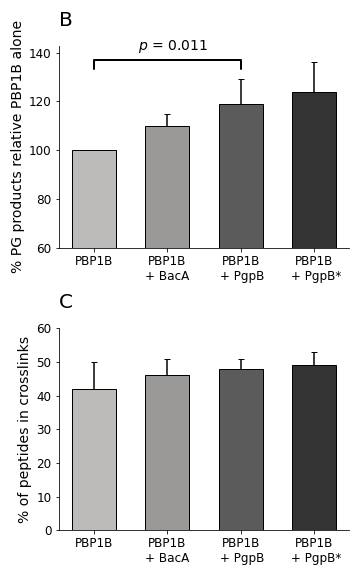 B
% PG products relative PBP1B alone
p = 0.011
140
120
100
80
60
PBP1B
PBP1B
+ BacA
PBP1B
+ PgpB
PBP1B
+ PgpB*
C
% of peptides in crosslinks
60
50
40
30
20
10
0
PBP1B
PBP1B
+ BacA
PBP1B
+ PgpB
PBP1B
+ PgpB*